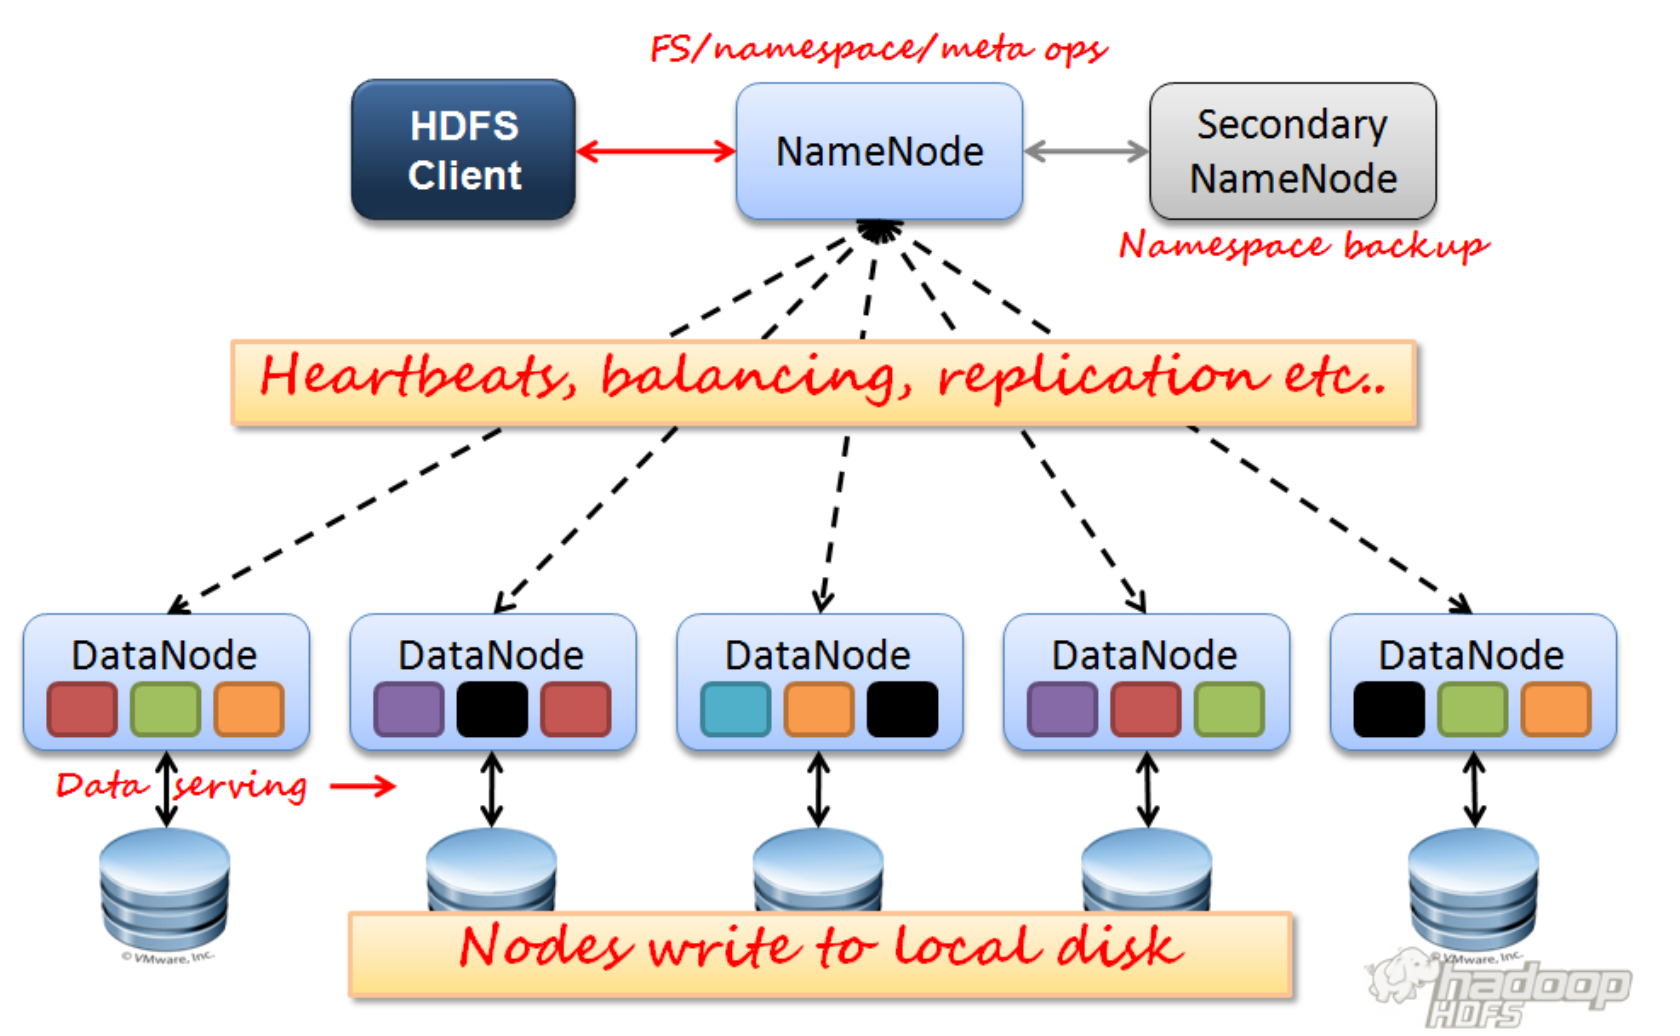 FS/namespace/meta ops
HDFS
Client
NameNode
Secondary
NameNode
Namespace backup
Heartbeats, balancing, replication etc..
DataNode
DataNode
DataNode
DataNode
DataNode
Data serving
Nodes write to local disk
© VMware, Inc.
© VMware, Inc.
hadoop
HDFS